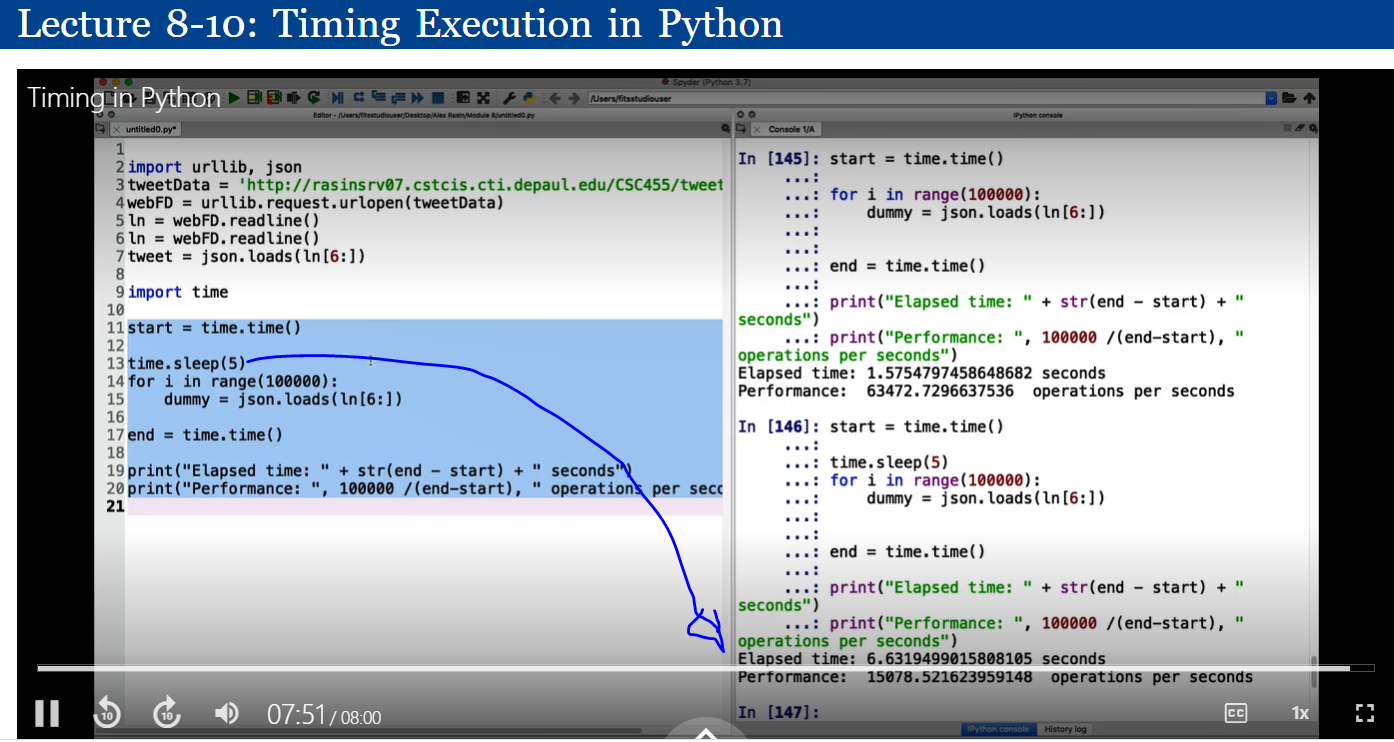 Lecture 8-10: Timing Execution in Python
Timing in Python
Spyder (Python 3.7)
/Users/fitsstudiouser
Editor - /Users/fitsstudiouser/Desktop/Alex Rasin/Module 8/untitled0.py
untitled0.py*
1
2 import urllib, json
3 tweetData = 'http://rasinsrv07.cstcis.cti.depaul.edu/CSC455/tweet
4 webFD = urllib.request.urlopen(tweetData)
5 ln = webFD.readline()
6 ln = webFD.readline()
7 tweet = json.loads(ln[6:])
8
9 import time
10
11 start = time.time()
12
13 time.sleep(5)
14 for i in range(100000):
15     dummy = json.loads(ln[6:])
16
17 end = time.time()
18
19 print("Elapsed time: " + str(end - start) + " seconds")
20 print("Performance: ", 100000 /(end-start), " operations per seco
21
IPython console
Console 1/A
In [145]: start = time.time()
...:
...: for i in range(100000):
...:     dummy = json.loads(ln[6:])
...:
...:
...: end = time.time()
...:
...: print("Elapsed time: " + str(end - start) + "
seconds")
...: print("Performance: ", 100000 /(end-start), "
operations per seconds")
Elapsed time: 1.5754797458648682 seconds
Performance:  63472.7296637536  operations per seconds
In [146]: start = time.time()
...:
...: time.sleep(5)
...: for i in range(100000):
...:     dummy = json.loads(ln[6:])
...:
...:
...: end = time.time()
...:
...: print("Elapsed time: " + str(end - start) + "
seconds")
...: print("Performance: ", 100000 /(end-start), "
operations per seconds")
Elapsed time: 6.6319499015808105 seconds
Performance:  15078.521623959148  operations per seconds
In [147]:
IPython console
History log
10
10
07:51 / 08:00
CC
1x